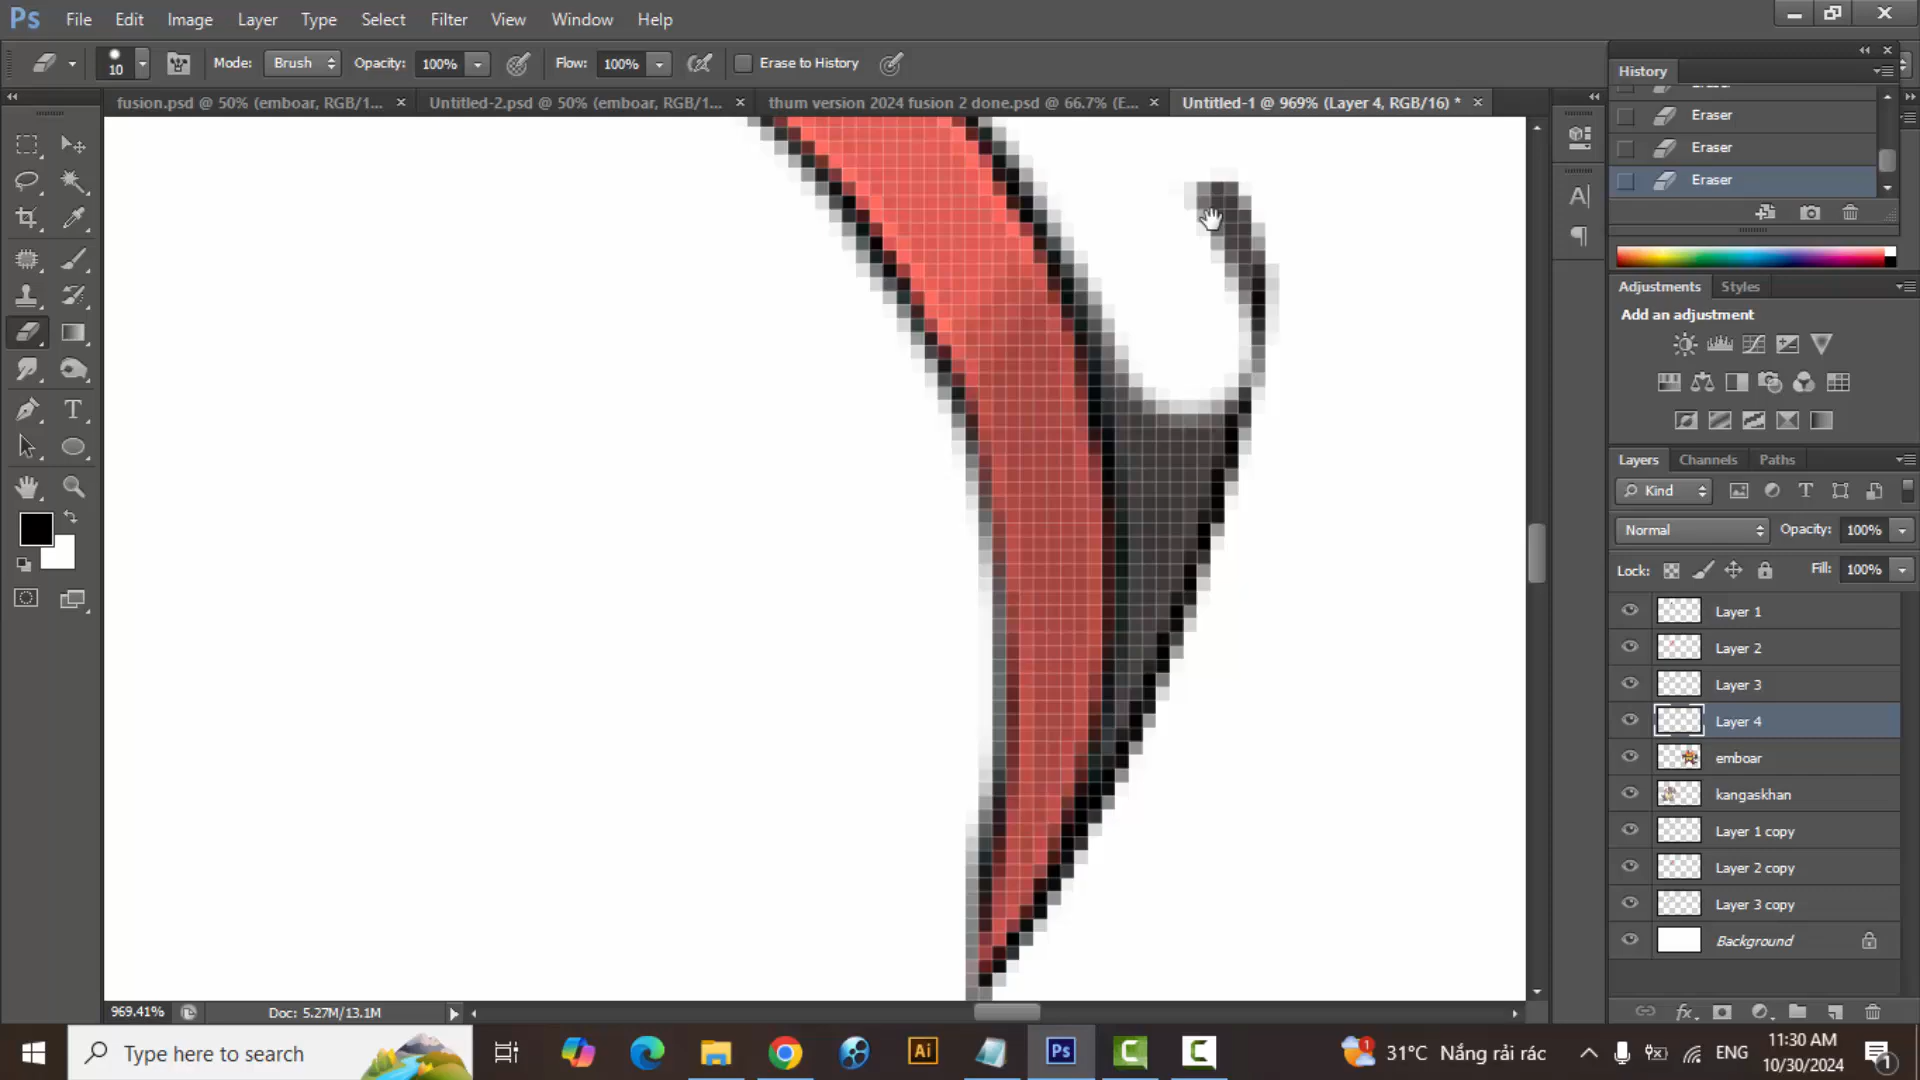 Ps File Edit Image Layer Type Select Filter View Window Help
10 Mode: Brush Opacity: 100% Flow: 100% Erase to History
fusion.psd @ 50% (emboar, RGB/1... × Untitled-2.psd @ 50% (emboar, RGB/1... × thum version 2024 fusion 2 done.psd @ 66.7% (E... × Untitled-1 @ 969% (Layer 4, RGB/16) * ×
History
Eraser
Eraser
Eraser
Adjustments Styles
Add an adjustment
Layers Channels Paths
Kind
Normal Opacity: 100%
Lock: Fill: 100%
Layer 1
Layer 2
Layer 3
Layer 4
emboar
kangaskhan
Layer 1 copy
Layer 2 copy
Layer 3 copy
Background
969.41% Doc: 5.27M/13.1M
Type here to search
Ai
Ps
31°C Nắng rải rác
ENG
11:30 AM
10/30/2024
1